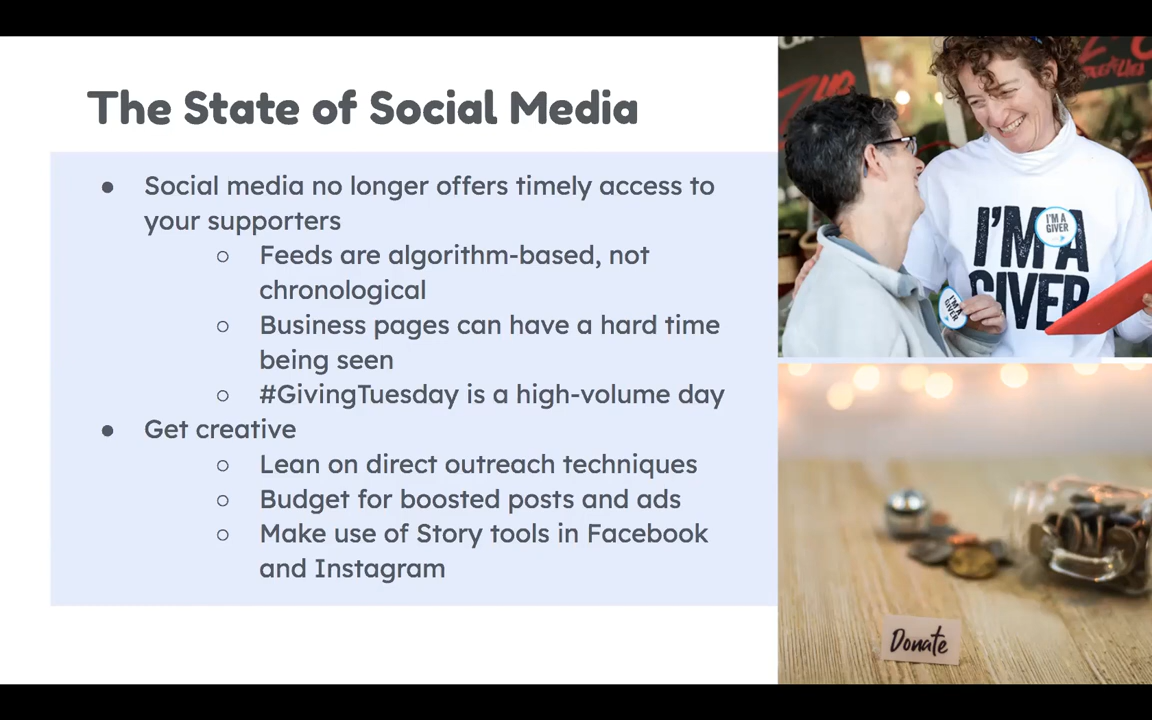 The State of Social Media
● Social media no longer offers timely access to
your supporters
○ Feeds are algorithm-based, not
chronological
○ Business pages can have a hard time
being seen
○ #GivingTuesday is a high-volume day
● Get creative
○ Lean on direct outreach techniques
○ Budget for boosted posts and ads
○ Make use of Story tools in Facebook
and Instagram
I'M A
GIVER
I'M A
GIVER
I'M A
GIVER
Donate